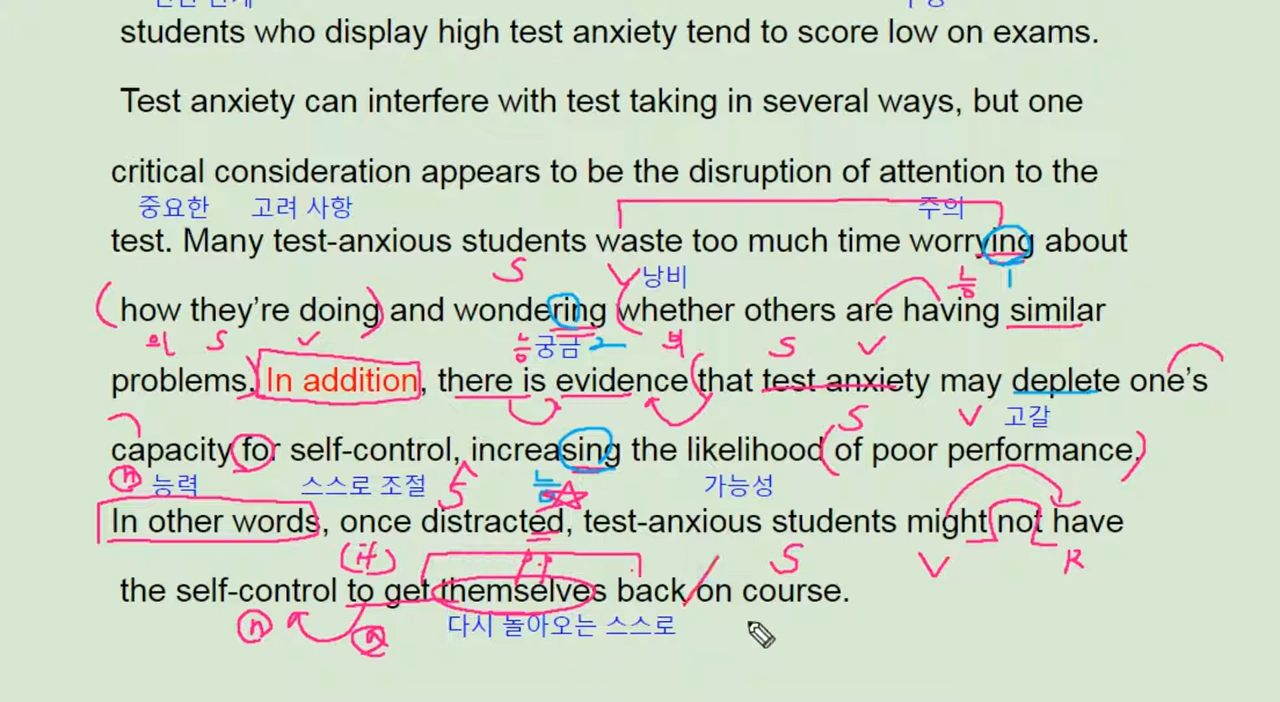 students who display high test anxiety tend to score low on exams.
Test anxiety can interfere with test taking in several ways, but one
critical consideration appears to be the disruption of attention to the
중요한 고려 사항 주의
test. Many test-anxious students waste too much time worrying about
S V 낭비 능 1
how they're doing and wondering whether others are having similar
의 S V 능 궁금 2 S V
problems. In addition, there is evidence that test anxiety may deplete one's
S V 고갈
capacity for self-control, increasing the likelihood of poor performance.
n 능력 스스로 조절 능 가능성
In other words, once distracted, test-anxious students might not have
(it) p.p S V R
the self-control to get themselves back on course.
n a 다시 돌아오는 스스로